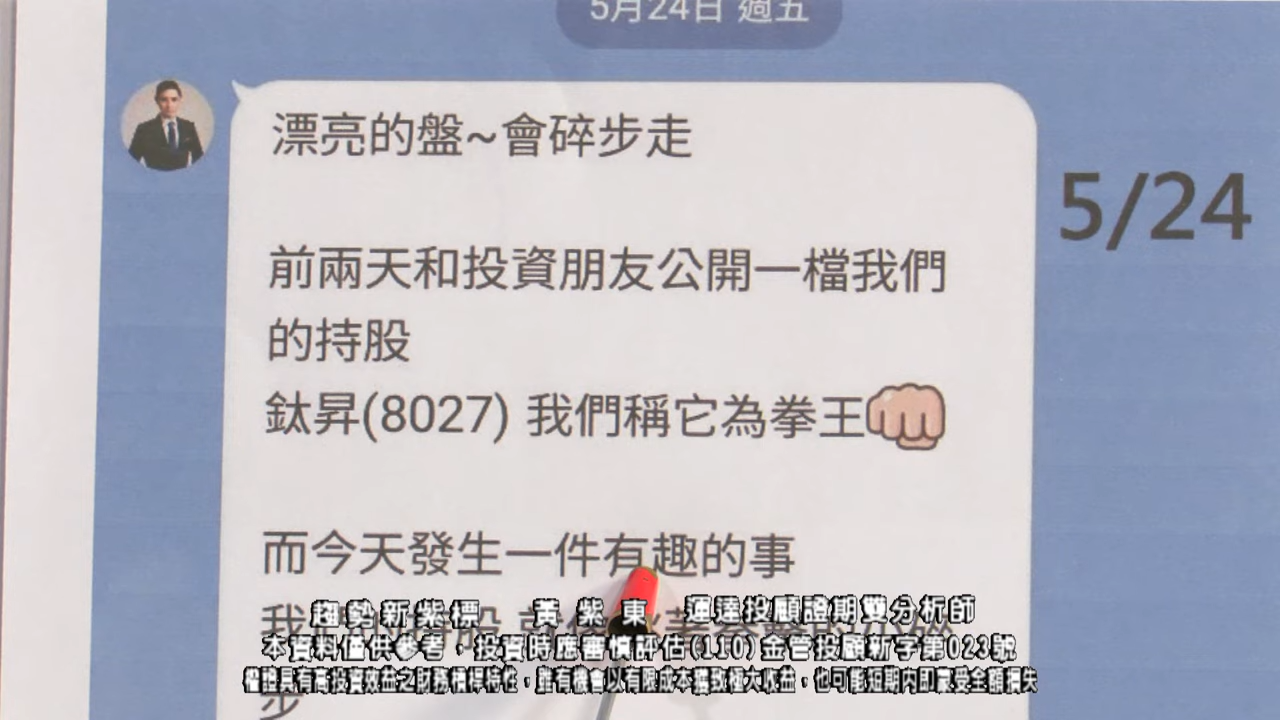 5月24日 週五
漂亮的盤~會碎步走
5/24
前兩天和投資朋友公開一檔我們
的持股
鈦昇(8027) 我們稱它為拳王👊
而今天發生一件有趣的事
趨勢新紫標 黃紫東 運達投顧證期雙分析師
本資料僅供參考，投資時應審慎評估(110)金管投顧新字第023號
權證具有高投資效益之財務槓桿特性，雖有機會以有限成本獲致極大收益，也可能短期內即蒙受全額損失
步